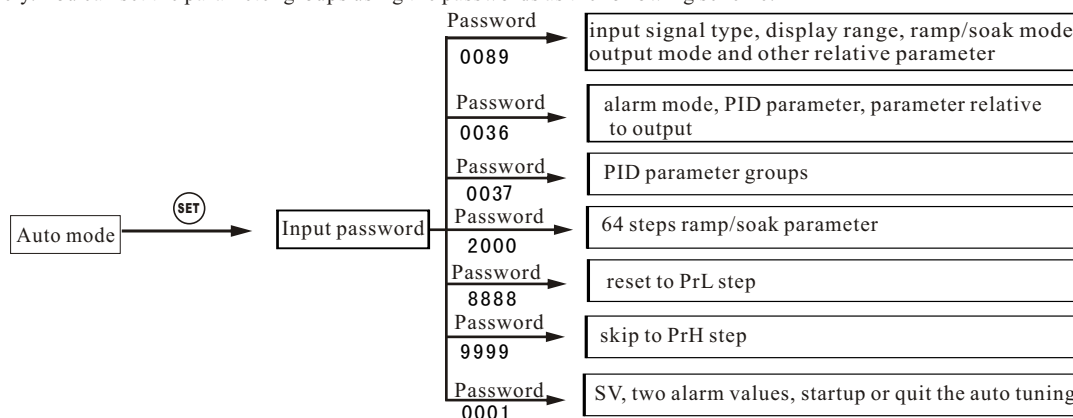 Password
0089
input signal type, display range, ramp/soak mode
output mode and other relative parameter
Password
0036
alarm mode, PID parameter, parameter relative
to output
Password
0037
PID parameter groups
Auto mode
SET
Input password
Password
2000
64 steps ramp/soak parameter
Password
8888
reset to PrL step
Password
9999
skip to PrH step
Password
0001
SV, two alarm values, startup or quit the auto tuning